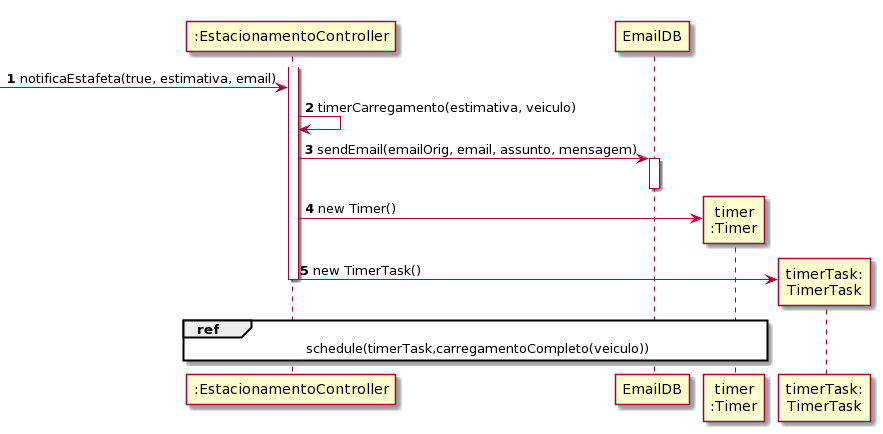 :EstacionamentoController
EmailDB
1 notificaEstafeta(true, estimativa, email)
2 timerCarregamento(estimativa, veiculo)
3 sendEmail(emailOrig, email, assunto, mensagem)
4 new Timer()
timer
:Timer
5 new TimerTask()
timerTask:
TimerTask
ref
schedule(timerTask,carregamentoCompleto(veiculo))
:EstacionamentoController
EmailDB
timer
:Timer
timerTask:
TimerTask